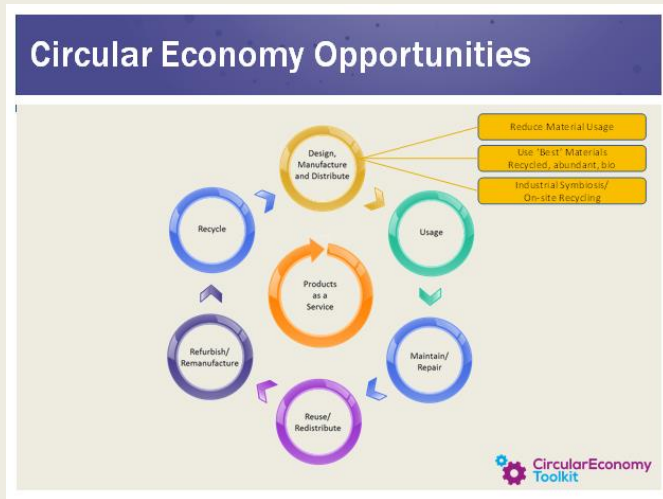 Circular Economy Opportunities
Reduce Material Usage
Use 'Best' Materials
Recycled, abundant, bio
Industrial Symbiosis/
On-site Recycling
Design,
Manufacture
and Distribute
Usage
Maintain/
Repair
Reuse/
Redistribute
Refurbish/
Remanufacture
Recycle
Products
as a
Service
CircularEconomy
Toolkit